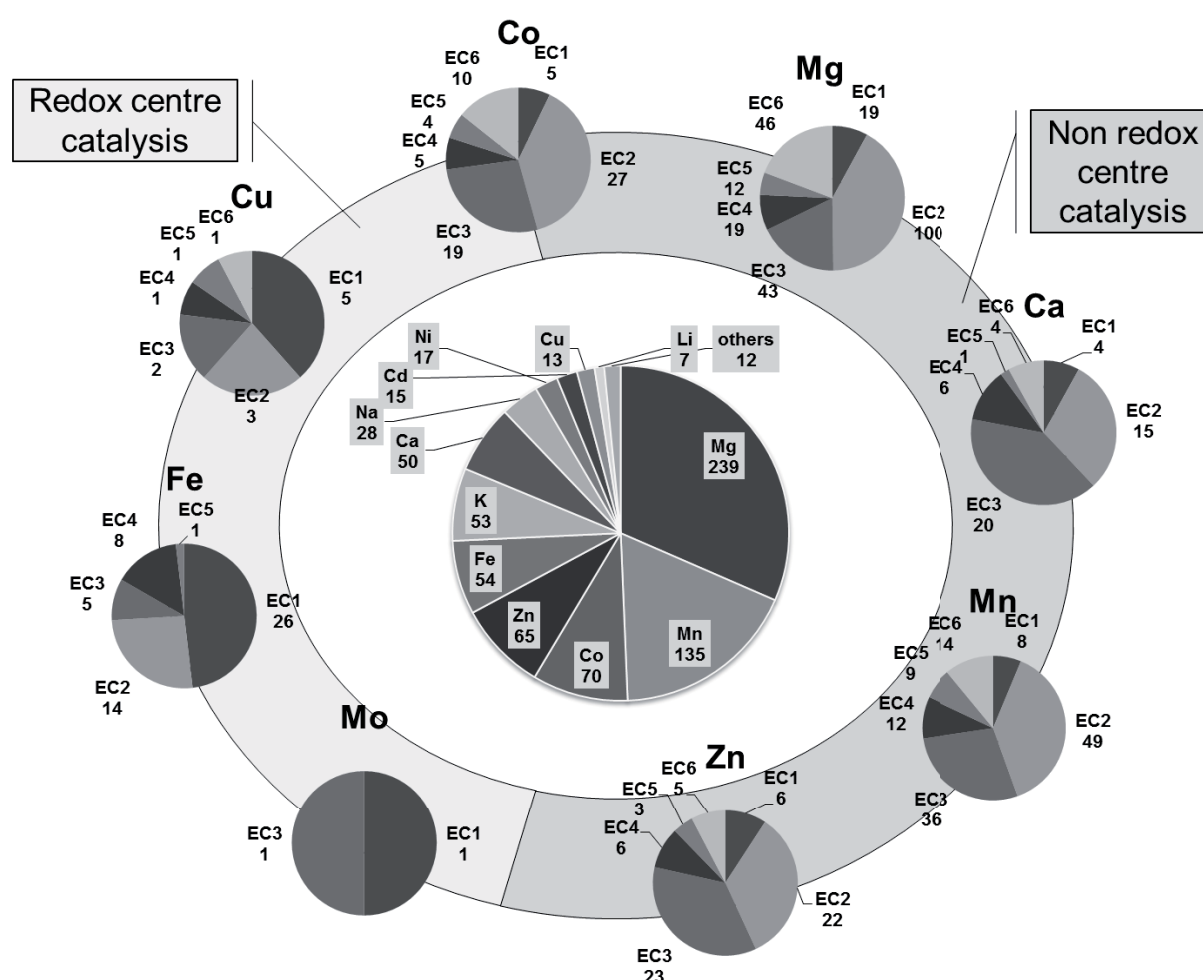 Redox centre
catalysis
Co
EC1
5
EC2
27
EC3
19
EC4
5
EC5
4
EC6
10
Mg
EC1
19
EC2
100
EC3
43
EC4
19
EC5
12
EC6
46
Non redox
centre
catalysis
Cu
EC1
5
EC2
3
EC3
2
EC4
1
EC5
1
EC6
1
Ca
EC1
4
EC2
15
EC3
20
EC4
6
EC5
1
EC6
4
Ni
17
Cu
13
Li
7
others
12
Cd
15
Na
28
Ca
50
K
53
Fe
54
Zn
65
Co
70
Mn
135
Mg
239
Fe
EC1
26
EC2
14
EC3
5
EC4
8
EC5
1
Mn
EC1
8
EC2
49
EC3
36
EC4
12
EC5
9
EC6
14
Mo
EC1
1
EC3
1
Zn
EC1
6
EC2
22
EC3
23
EC4
6
EC5
3
EC6
5